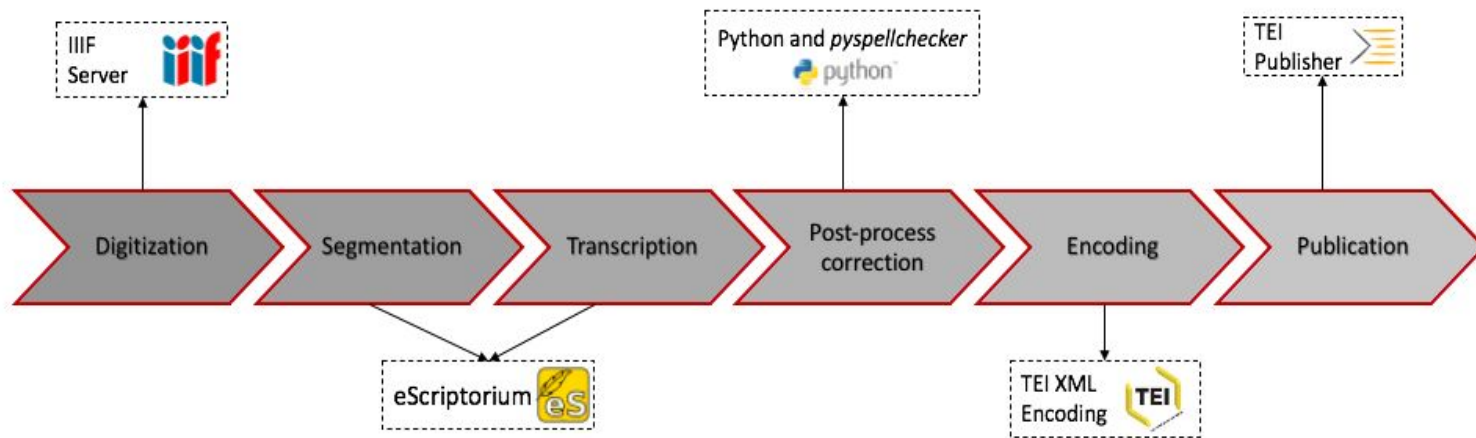 IIIF
Server
iiif
Python and pyspellchecker
python
TEI
Publisher
Digitization
Segmentation
Transcription
Post-process
correction
Encoding
Publication
eScriptorium
eS
TEI XML
Encoding
TEI